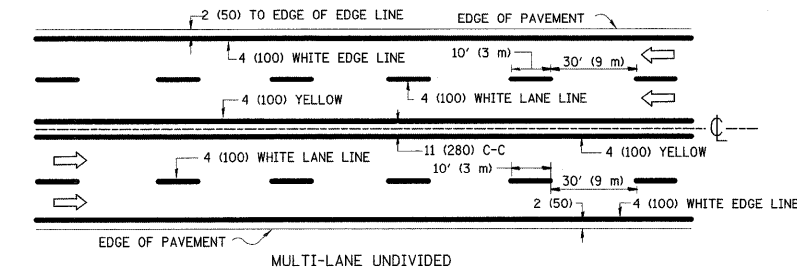 2 (50) TO EDGE OF EDGE LINE
EDGE OF PAVEMENT
4 (100) WHITE EDGE LINE
10' (3 m)
30' (9 m)
4 (100) YELLOW
4 (100) WHITE LANE LINE
℄
4 (100) WHITE LANE LINE
11 (280) C-C
4 (100) YELLOW
10' (3 m)
30' (9 m)
2 (50)
4 (100) WHITE EDGE LINE
EDGE OF PAVEMENT
MULTI-LANE UNDIVIDED